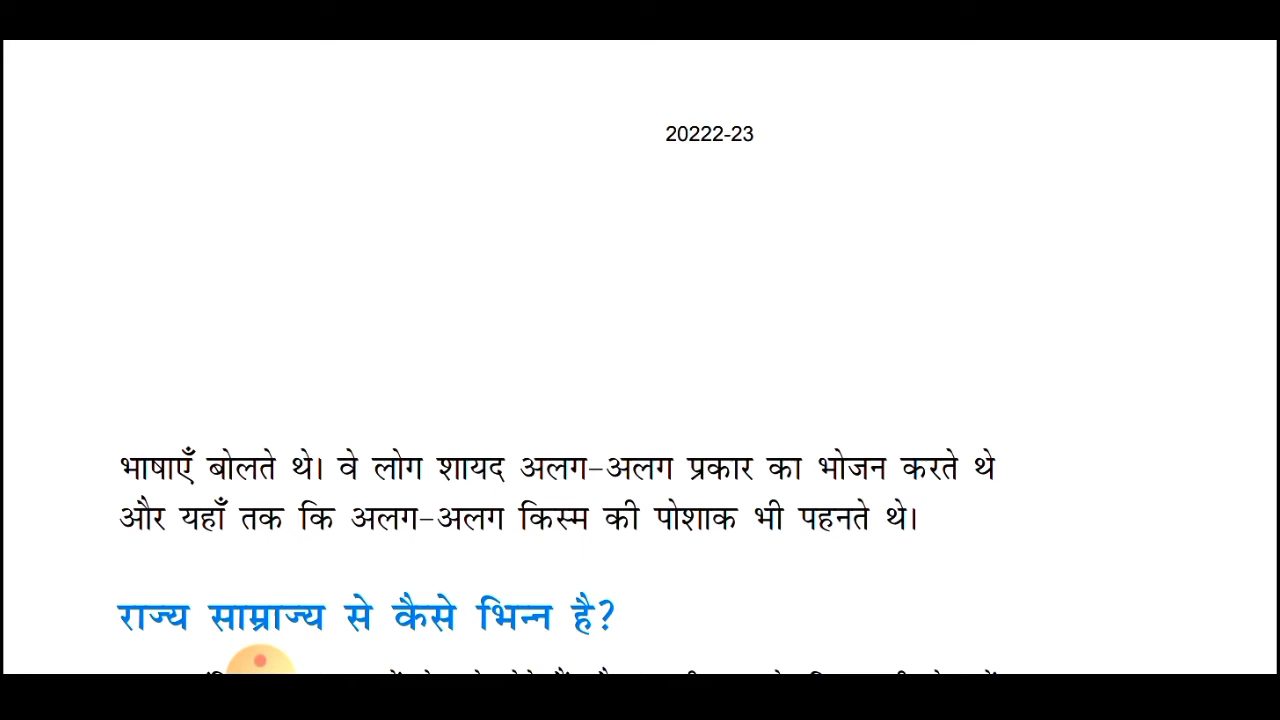 20222-23
भाषाएँ बोलते थे। वे लोग शायद अलग-अलग प्रकार का भोजन करते थे
और यहाँ तक कि अलग-अलग किस्म की पोशाक भी पहनते थे।
राज्य साम्राज्य से कैसे भिन्न है?